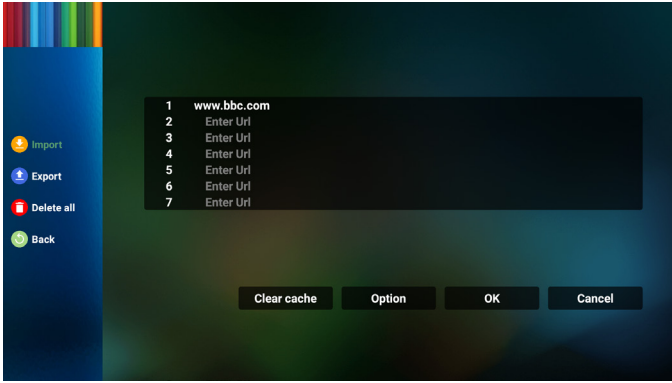 Import
Export
Delete all
Back
1 www.bbc.com
2 Enter Url
3 Enter Url
4 Enter Url
5 Enter Url
6 Enter Url
7 Enter Url
Clear cache Option OK Cancel